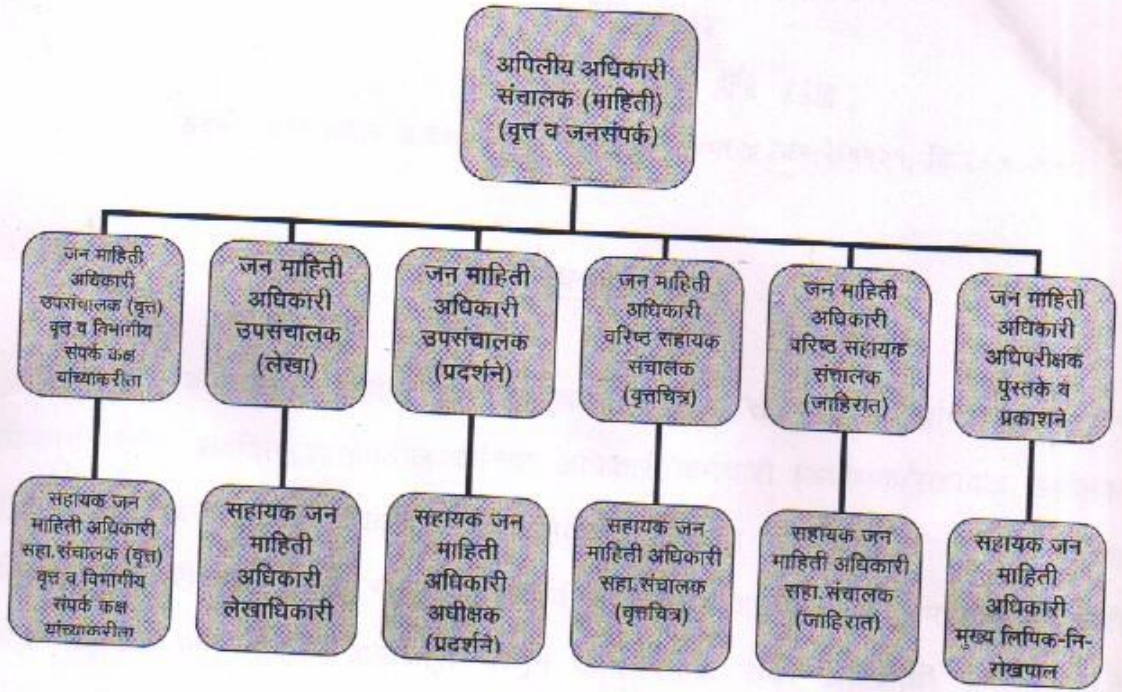 अपिलीय अधिकारी
संचालक (माहिती)
(वृत्त व जनसंपर्क)
जन माहिती
अधिकारी
उपसंचालक (वृत्त)
वृत्त व विभागीय
संपर्क कक्ष
यांच्याकरीता
जन माहिती
अधिकारी
उपसंचालक
(लेखा)
जन माहिती
अधिकारी
उपसंचालक
(प्रदर्शने)
जन माहिती
अधिकारी
वरिष्ठ सहायक
संचालक
(वृत्तचित्र)
जन माहिती
अधिकारी
वरिष्ठ सहायक
संचालक
(जाहिरात)
जन माहिती
अधिकारी
अधिपरीक्षक
पुस्तके व
प्रकाशने
सहायक जन
माहिती अधिकारी
सहा.संचालक (वृत्त)
वृत्त व विभागीय
संपर्क कक्ष
यांच्याकरीता
सहायक जन
माहिती
अधिकारी
लेखाधिकारी
सहायक जन
माहिती
अधिकारी
अधीक्षक
(प्रदर्शने)
सहायक जन
माहिती अधिकारी
सहा.संचालक
(वृत्तचित्र)
सहायक जन
माहिती अधिकारी
सहा.संचालक
(जाहिरात)
सहायक जन
माहिती
अधिकारी
मुख्य लिपिक-नि-
रोखपाल